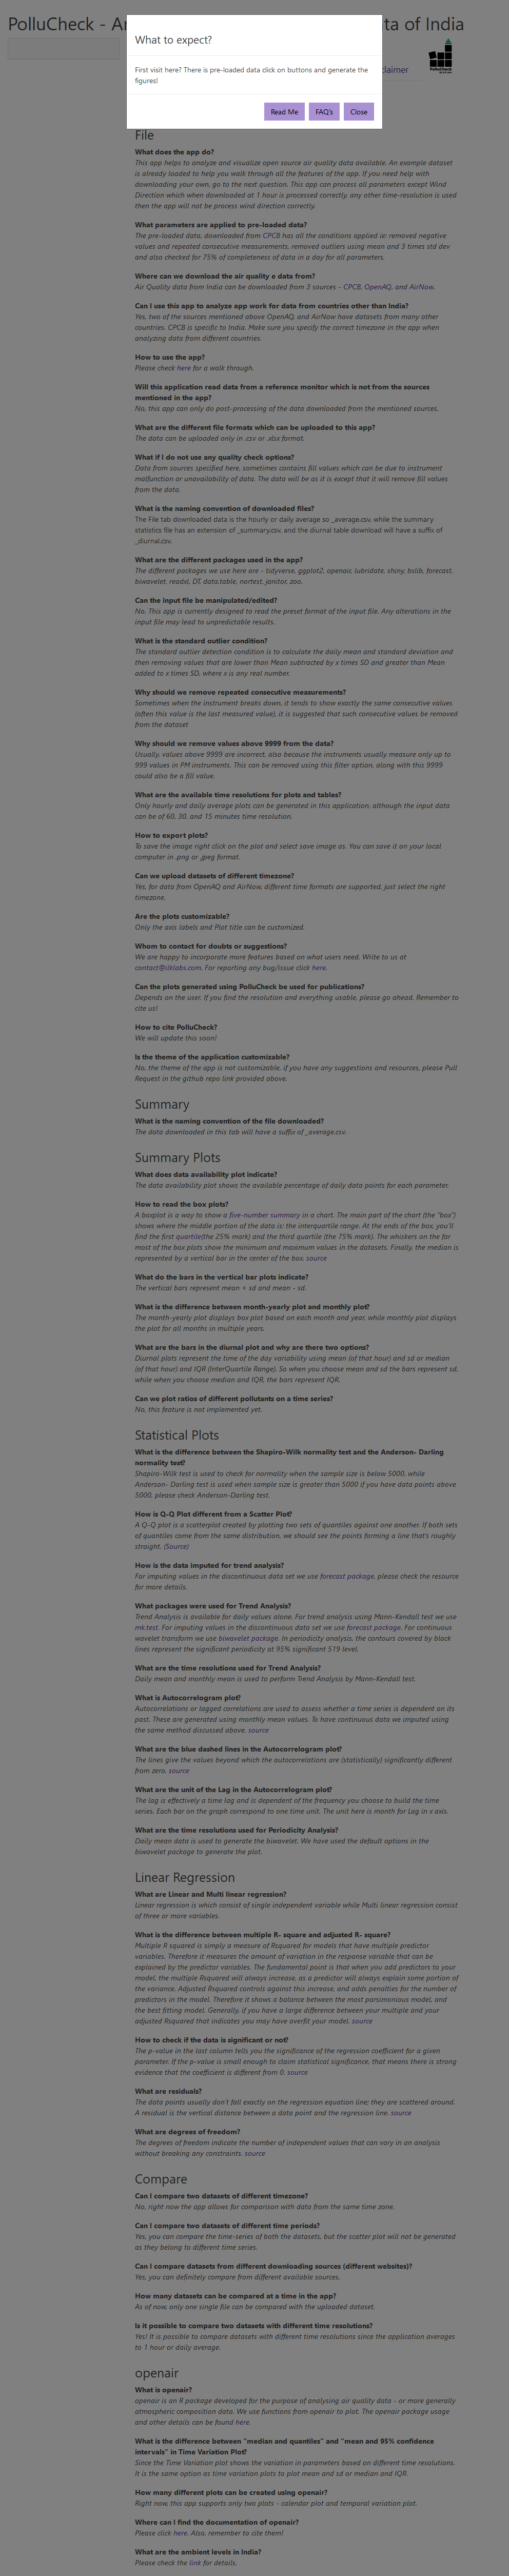 PolluCheck - An
ta of India
claimer
PolluCheck
What to expect?
First visit here? There is pre-loaded data click on buttons and generate the
figures!
Read Me
FAQ's
Close
File
What does the app do?
This app helps to analyze and visualize open source air quality data available. An example dataset
is already loaded to help you walk through all the features of the app. If you need help with
downloading your own, go to the next question. This app can process all parameters except Wind
Direction which when downloaded at 1 hour is processed correctly, any other time-resolution is used
then the app will not be process wind direction correctly.
What parameters are applied to pre-loaded data?
The pre-loaded data, downloaded from CPCB has all the conditions applied ie: removed negative
values and repeated consecutive measurements, removed outliers using mean and 3 times std dev
and also checked for 75% of completeness of data in a day for all parameters.
Where can we download the air quality e data from?
Air Quality data from India can be downloaded from 3 sources - CPCB, OpenAQ, and AirNow.
Can I use this app to analyze app work for data from countries other than India?
Yes, two of the sources mentioned above OpenAQ, and AirNow have datasets from many other
countries. CPCB is specific to India. Make sure you specify the correct timezone in the app when
analyzing data from different countries.
How to use the app?
Please check here for a walk through.
Will this application read data from a reference monitor which is not from the sources
mentioned in the app?
No, this app can only do post-processing of the data downloaded from the mentioned sources.
What are the different file formats which can be uploaded to this app?
The data can be uploaded only in .csv or .xlsx format.
What if I do not use any quality check options?
Data from sources specified here, sometimes contains fill values which can be due to instrument
malfunction or unavailability of data. The data will be as it is except that it will remove fill values
from the data.
What is the naming convention of downloaded files?
The File tab downloaded data is the hourly or daily average so _average.csv, while the summary
statistics file has an extension of _summary.csv, and the diurnal table download will have a suffix of
_diurnal.csv.
What are the different packages used in the app?
The different packages we use here are - tidyverse, ggplot2, openair, lubridate, shiny, bslib, forecast,
biwavelet, readxl, DT, data.table, nortest, janitor, zoo.
Can the input file be manipulated/edited?
No. This app is currently designed to read the preset format of the input file. Any alterations in the
input file may lead to unpredictable results.
What is the standard outlier condition?
The standard outlier detection condition is to calculate the daily mean and standard deviation and
then removing values that are lower than Mean subtracted by x times SD and greater than Mean
added to x times SD, where x is any real number.
Why should we remove repeated consecutive measurements?
Sometimes when the instrument breaks down, it tends to show exactly the same consecutive values
(often this value is the last measured value), it is suggested that such consecutive values be removed
from the dataset
Why should we remove values above 9999 from the data?
Usually, values above 9999 are incorrect, also because the instruments usually measure only up to
999 values in PM instruments. This can be removed using this filter option, along with this 9999
could also be a fill value.
What are the available time resolutions for plots and tables?
Only hourly and daily average plots can be generated in this application, although the input data
can be of 60, 30, and 15 minutes time resolution.
How to export plots?
To save the image right click on the plot and select save image as. You can save it on your local
computer in .png or .jpeg format.
Can we upload datasets of different timezone?
Yes, for data from OpenAQ and AirNow, different time formats are supported, just select the right
timezone.
Are the plots customizable?
Only the axis labels and Plot title can be customized.
Whom to contact for doubts or suggestions?
We are happy to incorporate more features based on what users need. Write to us at
contact@ilklabs.com. For reporting any bug/issue click here.
Can the plots generated using PolluCheck be used for publications?
Depends on the user. If you find the resolution and everything usable, please go ahead. Remember to
cite us!
How to cite PolluCheck?
We will update this soon!
Is the theme of the application customizable?
No, the theme of the app is not customizable, if you have any suggestions and resources, please Pull
Request in the github repo link provided above.
Summary
What is the naming convention of the file downloaded?
The data downloaded in this tab will have a suffix of _average.csv.
Summary Plots
What does data availability plot indicate?
The data availability plot shows the available percentage of daily data points for each parameter.
How to read the box plots?
A boxplot is a way to show a five-number summary in a chart. The main part of the chart (the "box")
shows where the middle portion of the data is: the interquartile range. At the ends of the box, you'll
find the first quartile(the 25% mark) and the third quartile (the 75% mark). The whiskers on the far
most of the box plots show the minimum and maximum values in the datasets. Finally, the median is
represented by a vertical bar in the center of the box. source
What do the bars in the vertical bar plots indicate?
The vertical bars represent mean + sd and mean - sd.
What is the difference between month-yearly plot and monthly plot?
The month-yearly plot displays box plot based on each month and year, while monthly plot displays
the plot for all months in multiple years.
What are the bars in the diurnal plot and why are there two options?
Diurnal plots represent the time of the day variability using mean (of that hour) and sd or median
(of that hour) and IQR (InterQuartile Range). So when you choose mean and sd the bars represent sd,
while when you choose median and IQR, the bars represent IQR.
Can we plot ratios of different pollutants on a time series?
No, this feature is not implemented yet.
Statistical Plots
What is the difference between the Shapiro-Wilk normality test and the Anderson- Darling
normality test?
Shapiro-Wilk test is used to check for normality when the sample size is below 5000, while
Anderson- Darling test is used when sample size is greater than 5000 if you have data points above
5000, please check Anderson-Darling test.
How is Q-Q Plot different from a Scatter Plot?
A Q-Q plot is a scatterplot created by plotting two sets of quantiles against one another. If both sets
of quantiles come from the same distribution, we should see the points forming a line that's roughly
straight. (Source)
How is the data imputed for trend analysis?
For imputing values in the discontinuous data set we use forecast package, please check the resource
for more details.
What packages were used for Trend Analysis?
Trend Analysis is available for daily values alone. For trend analysis using Mann-Kendall test we use
mk.test. For imputing values in the discontinuous data set we use forecast package. For continuous
wavelet transform we use biwavelet package. In periodicity analysis, the contours covered by black
lines represent the significant periodicity at 95% significant 519 level.
What are the time resolutions used for Trend Analysis?
Daily mean and monthly mean is used to perform Trend Analysis by Mann-Kendall test.
What is Autocorrelogram plot?
Autocorrelations or lagged correlations are used to assess whether a time series is dependent on its
past. These are generated using monthly mean values. To have continuous data we imputed using
the same method discussed above. source
What are the blue dashed lines in the Autocorrelogram plot?
The lines give the values beyond which the autocorrelations are (statistically) significantly different
from zero. source
What are the unit of the Lag in the Autocorrelogram plot?
The lag is effectively a time lag and is dependent of the frequency you choose to build the time
series. Each bar on the graph correspond to one time unit. The unit here is month for Lag in x axis.
What are the time resolutions used for Periodicity Analysis?
Daily mean data is used to generate the biwavelet. We have used the default options in the
biwavelet package to generate the plot.
Linear Regression
What are Linear and Multi linear regression?
Linear regression is which consist of single independent variable while Multi linear regression consist
of three or more variables.
What is the difference between multiple R- square and adjusted R- square?
Multiple R squared is simply a measure of Rsquared for models that have multiple predictor
variables. Therefore it measures the amount of variation in the response variable that can be
explained by the predictor variables. The fundamental point is that when you add predictors to your
model, the multiple Rsquared will always increase, as a predictor will always explain some portion of
the variance. Adjusted Rsquared controls against this increase, and adds penalties for the number of
predictors in the model. Therefore it shows a balance between the most parsimonious model, and
the best fitting model. Generally, if you have a large difference between your multiple and your
adjusted Rsquared that indicates you may have overfit your model. source
How to check if the data is significant or not?
The p-value in the last column tells you the significance of the regression coefficient for a given
parameter. If the p-value is small enough to claim statistical significance, that means there is strong
evidence that the coefficient is different from 0. source
What are residuals?
The data points usually don't fall exactly on the regression equation line; they are scattered around.
A residual is the vertical distance between a data point and the regression line. source
What are degrees of freedom?
The degrees of freedom indicate the number of independent values that can vary in an analysis
without breaking any constraints. source
Compare
Can I compare two datasets of different timezone?
No, right now the app allows for comparison with data from the same time zone.
Can I compare two datasets of different time periods?
Yes, you can compare the time-series of both the datasets, but the scatter plot will not be generated
as they belong to different time series.
Can I compare datasets from different downloading sources (different websites)?
Yes, you can definitely compare from different available sources.
How many datasets can be compared at a time in the app?
As of now, only one single file can be compared with the uploaded dataset.
Is it possible to compare two datasets with different time resolutions?
Yes! It is possible to compare datasets with different time resolutions since the application averages
to 1 hour or daily average.
openair
What is openair?
openair is an R package developed for the purpose of analysing air quality data - or more generally
atmospheric composition data. We use functions from openair to plot. The openair package usage
and other details can be found here.
What is the difference between "median and quantiles" and "mean and 95% confidence
intervals" in Time Variation Plot?
Since the Time Variation plot shows the variation in parameters based on different time resolutions.
It is the same option as time variation plots to plot mean and sd or median and IQR.
How many different plots can be created using openair?
Right now, this app supports only two plots - calendar plot and temporal variation plot.
Where can I find the documentation of openair?
Please click here. Also, remember to cite them!
What are the ambient levels in India?
Please check the link for details.